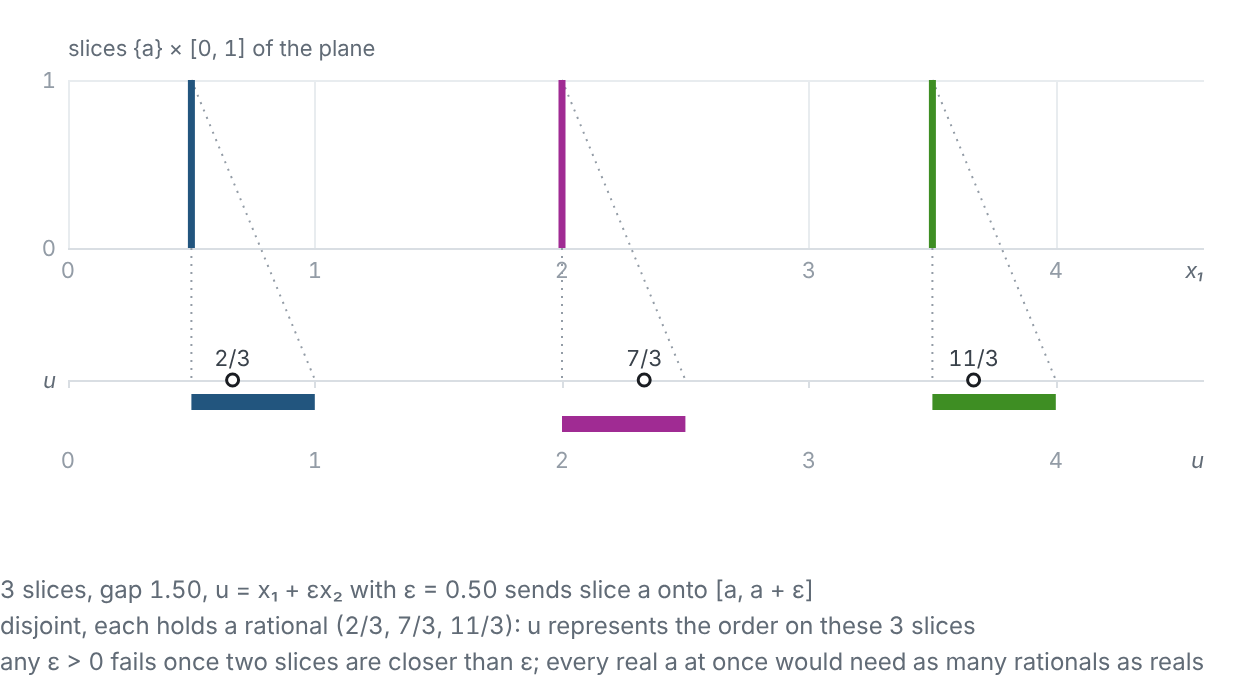 slices {a} × [0, 1] of the plane
1
0
0 1 2 3 4 x₁
2/3 7/3 11/3
u
0 1 2 3 4 u
3 slices, gap 1.50, u = x₁ + εx₂ with ε = 0.50 sends slice a onto [a, a + ε]
disjoint, each holds a rational (2/3, 7/3, 11/3): u represents the order on these 3 slices
any ε > 0 fails once two slices are closer than ε; every real a at once would need as many rationals as reals